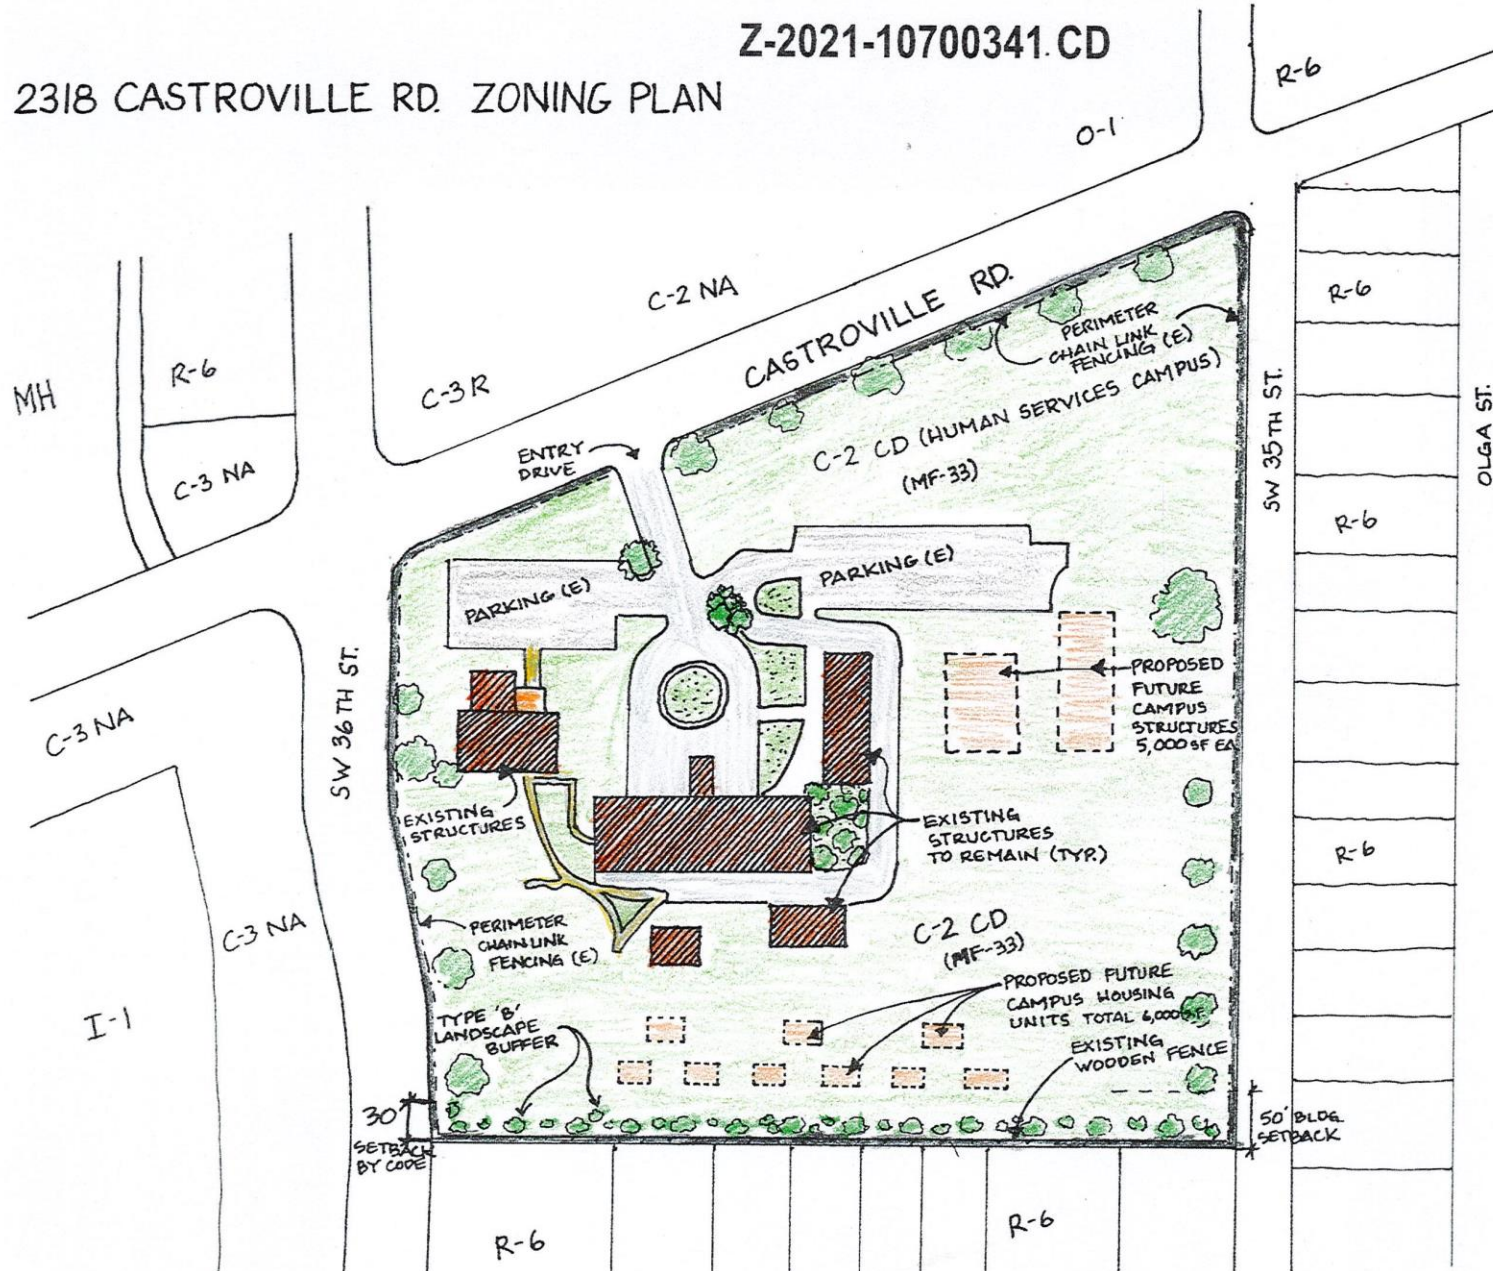 Z-2021-10700341.CD
2318 CASTROVILLE RD. ZONING PLAN
R-6
O-1
C-2 NA
CASTROVILLE RD.
PERIMETER
CHAIN LINK
FENCING (E)
R-6
R-6
MH
C-3 R
C-3 NA
ENTRY
DRIVE
C-2 CD (HUMAN SERVICES CAMPUS)
(MF-33)
SW 35TH ST.
OLGA ST.
R-6
PARKING (E)
PARKING (E)
SW 36TH ST.
C-3 NA
PROPOSED
FUTURE
CAMPUS
STRUCTURES
5,000 SF EA
EXISTING
STRUCTURES
EXISTING
STRUCTURES
TO REMAIN (TYP.)
R-6
C-3 NA
PERIMETER
CHAIN LINK
FENCING (E)
C-2 CD
(MF-33)
PROPOSED FUTURE
CAMPUS HOUSING
UNITS TOTAL 6,000 SF
I-1
TYPE 'B'
LANDSCAPE
BUFFER
EXISTING
WOODEN FENCE
30'
SETBACK
BY CODE
50' BLDG
SETBACK
R-6
R-6